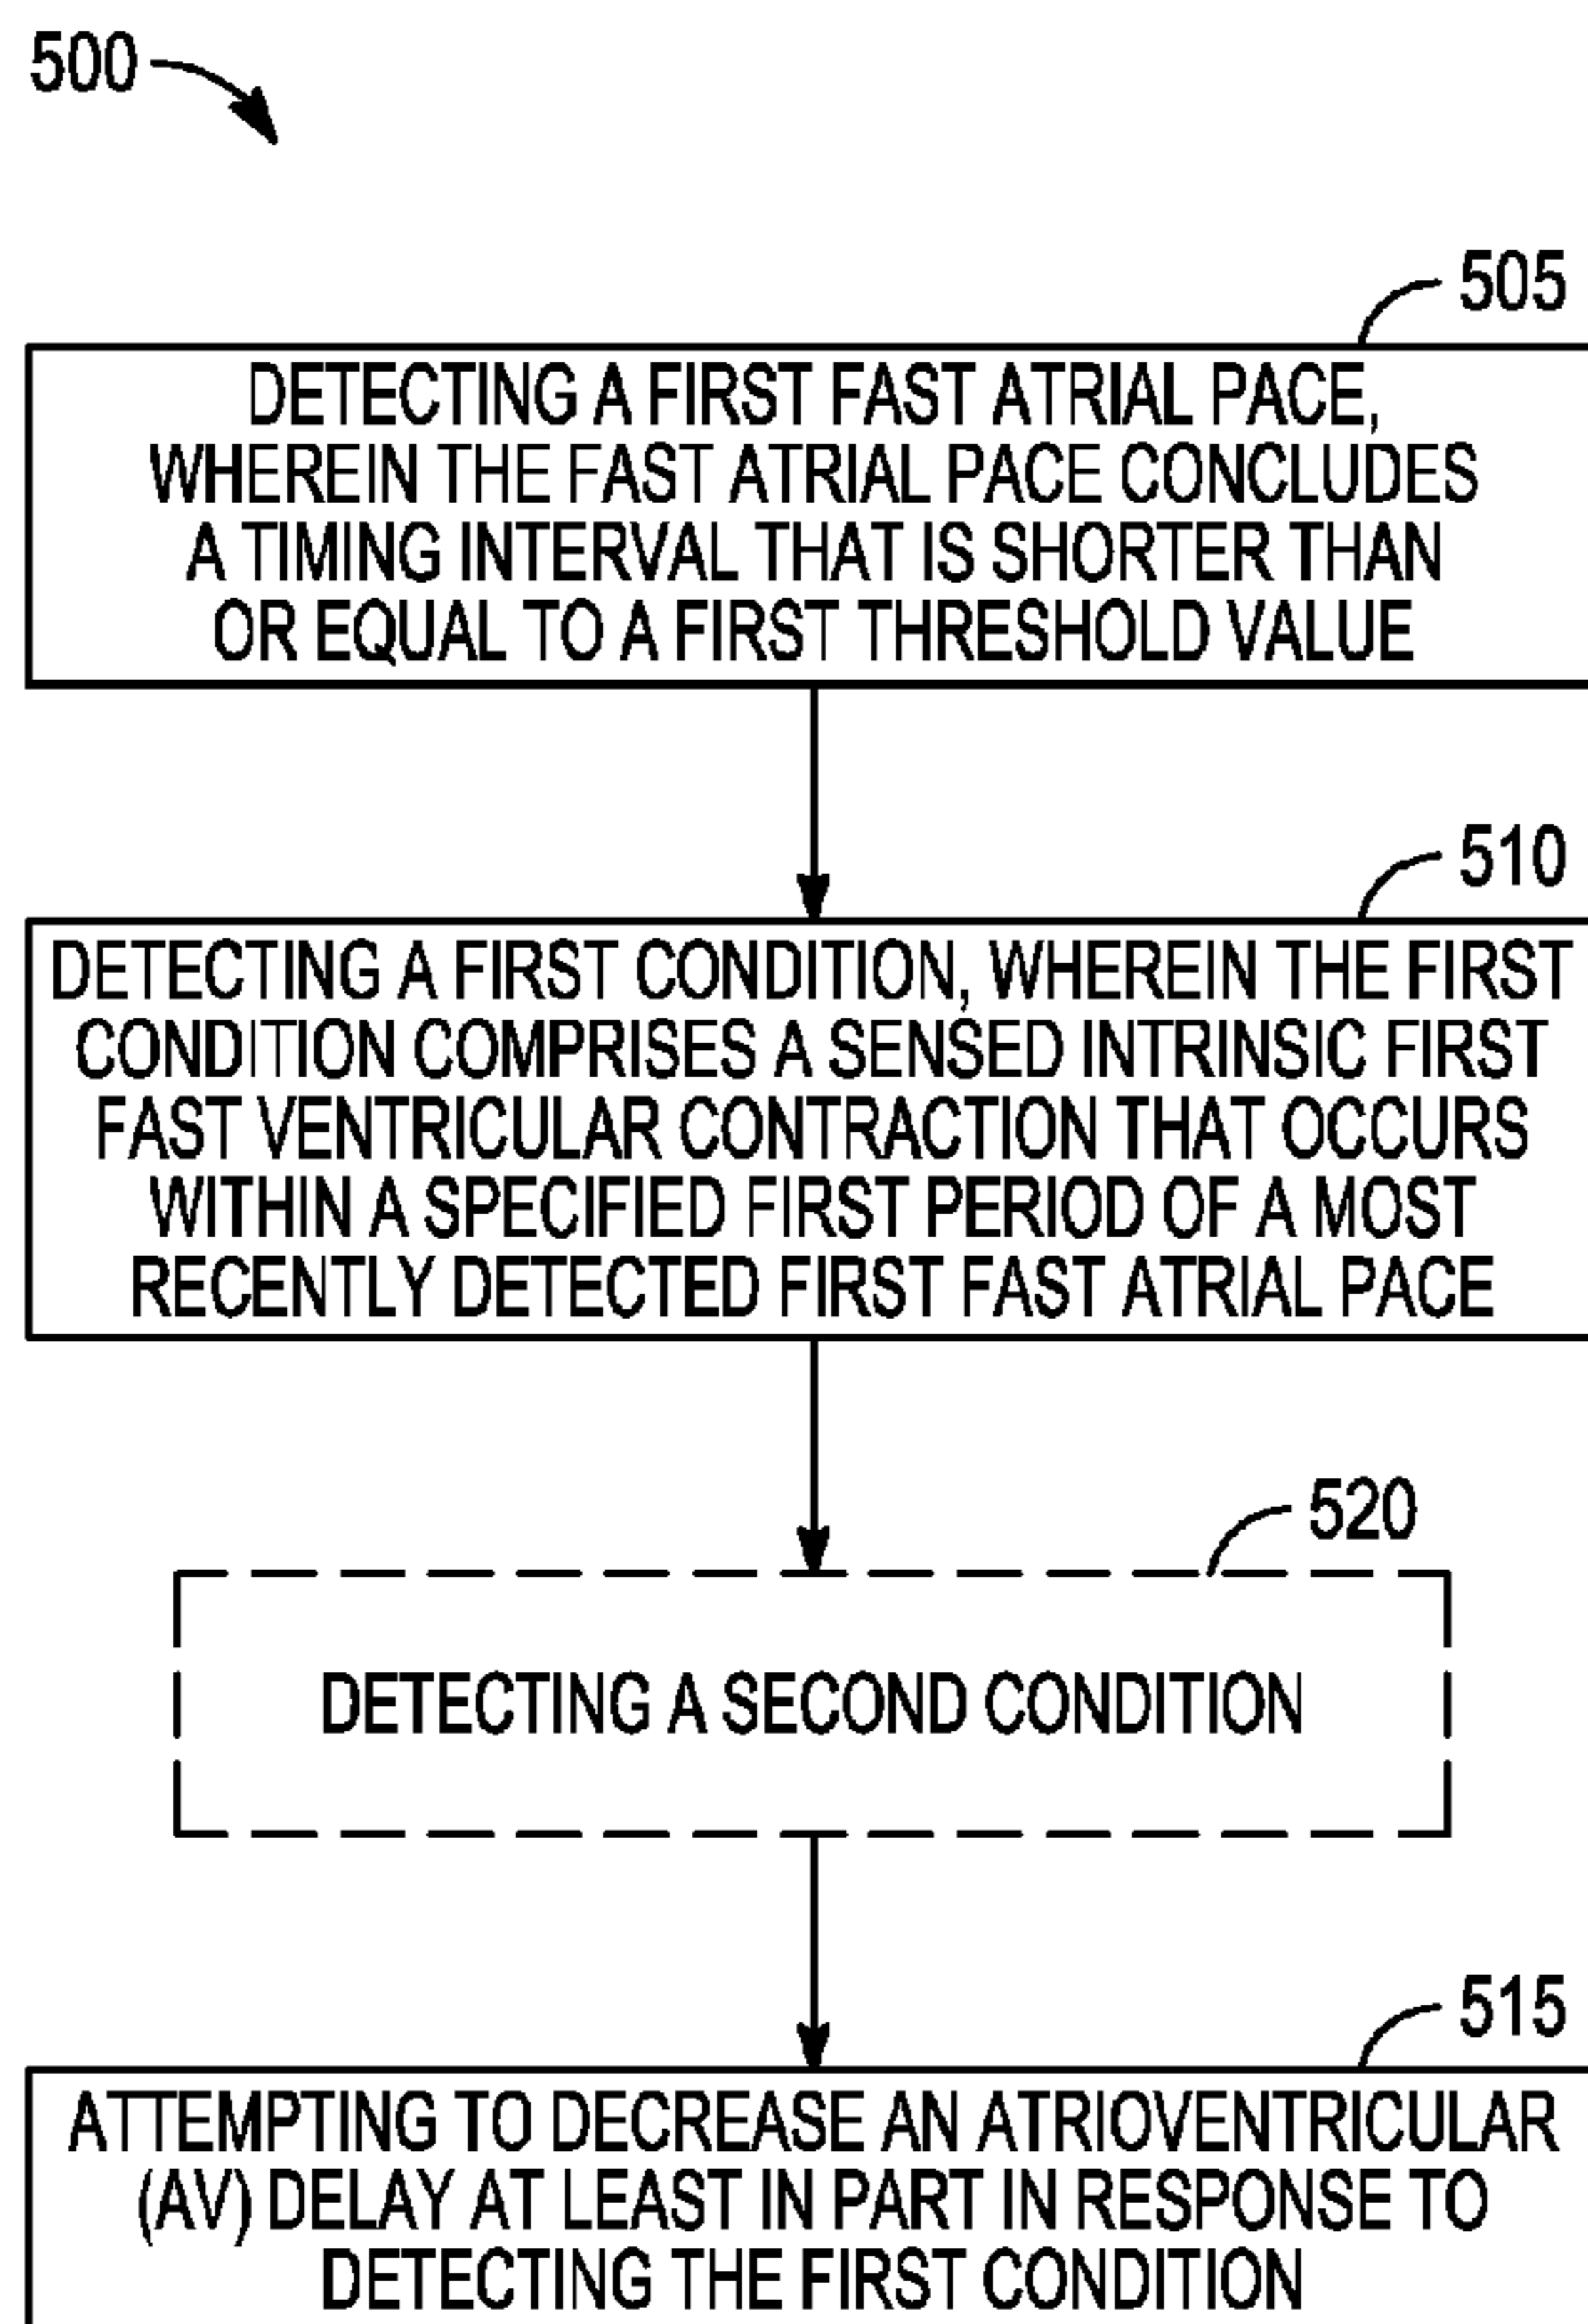 500
505
DETECTING A FIRST FAST ATRIAL PACE,
WHEREIN THE FAST ATRIAL PACE CONCLUDES
A TIMING INTERVAL THAT IS SHORTER THAN
OR EQUAL TO A FIRST THRESHOLD VALUE
510
DETECTING A FIRST CONDITION, WHEREIN THE FIRST
CONDITION COMPRISES A SENSED INTRINSIC FIRST
FAST VENTRICULAR CONTRACTION THAT OCCURS
WITHIN A SPECIFIED FIRST PERIOD OF A MOST
RECENTLY DETECTED FIRST FAST ATRIAL PACE
520
DETECTING A SECOND CONDITION
515
ATTEMPTING TO DECREASE AN ATRIOVENTRICULAR
(AV) DELAY AT LEAST IN PART IN RESPONSE TO
DETECTING THE FIRST CONDITION